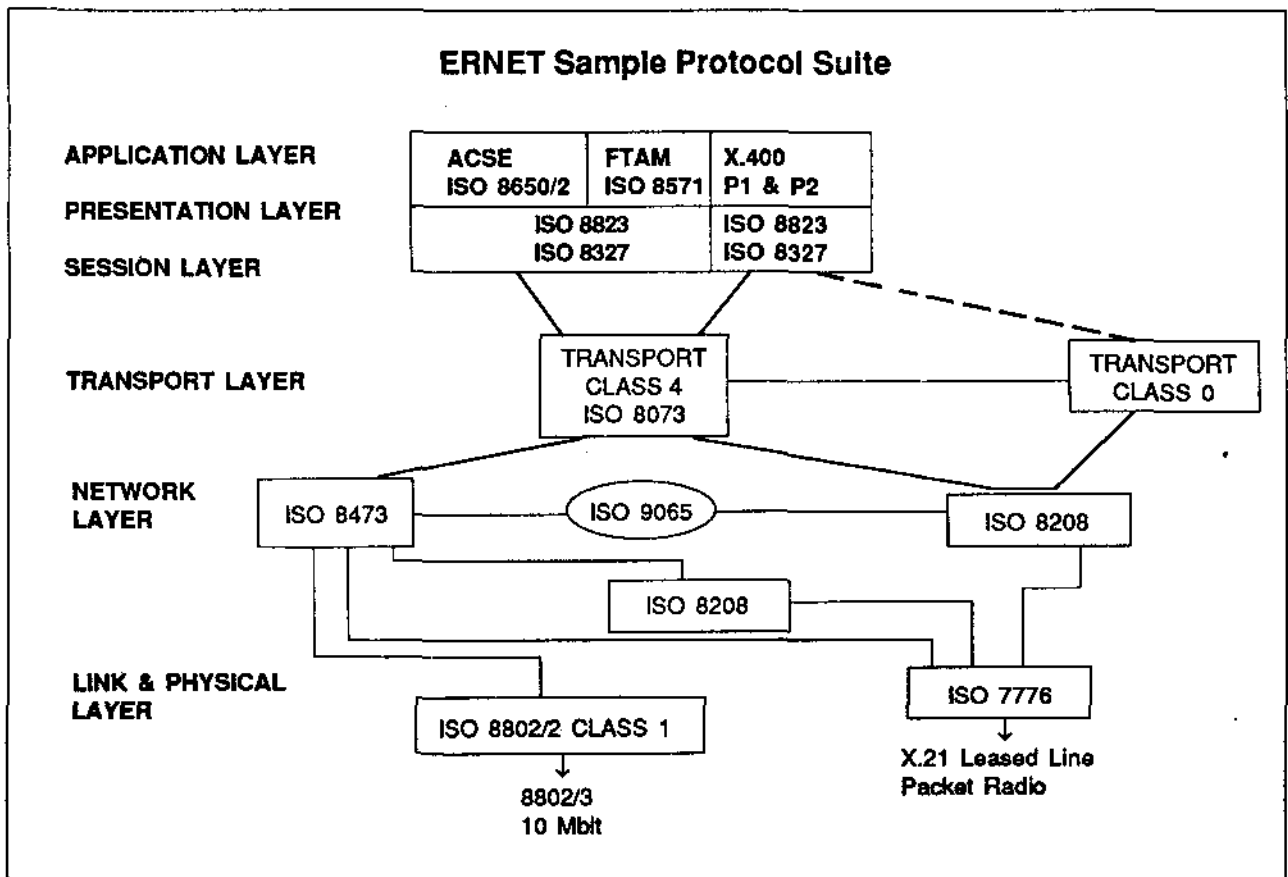 ERNET Sample Protocol Suite
APPLICATION LAYER
ACSE
ISO 8650/2
FTAM
ISO 8571
X.400
P1 & P2
PRESENTATION LAYER
ISO 8823
ISO 8327
ISO 8823
ISO 8327
SESSION LAYER
TRANSPORT LAYER
TRANSPORT
CLASS 4
ISO 8073
TRANSPORT
CLASS 0
NETWORK
LAYER
ISO 8473
ISO 9065
ISO 8208
ISO 8208
LINK & PHYSICAL
LAYER
ISO 8802/2 CLASS 1
ISO 7776
8802/3
10 Mbit
X.21 Leased Line
Packet Radio